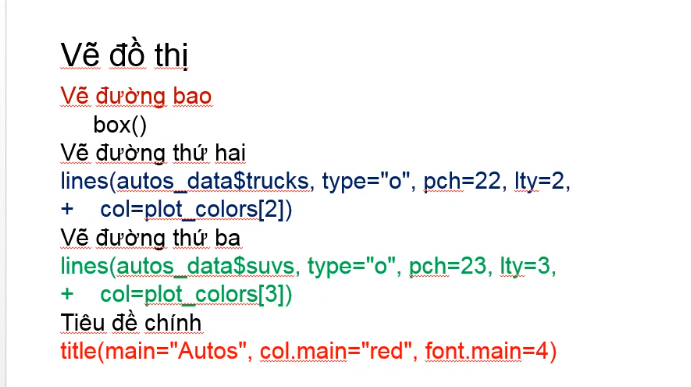 Vẽ đồ thị
Vẽ đường bao
box()
Vẽ đường thứ hai
lines(autos_data$trucks, type="o", pch=22, lty=2,
+ col=plot_colors[2])
Vẽ đường thứ ba
lines(autos_data$suvs, type="o", pch=23, lty=3,
+ col=plot_colors[3])
Tiêu đề chính
title(main="Autos", col.main="red", font.main=4)